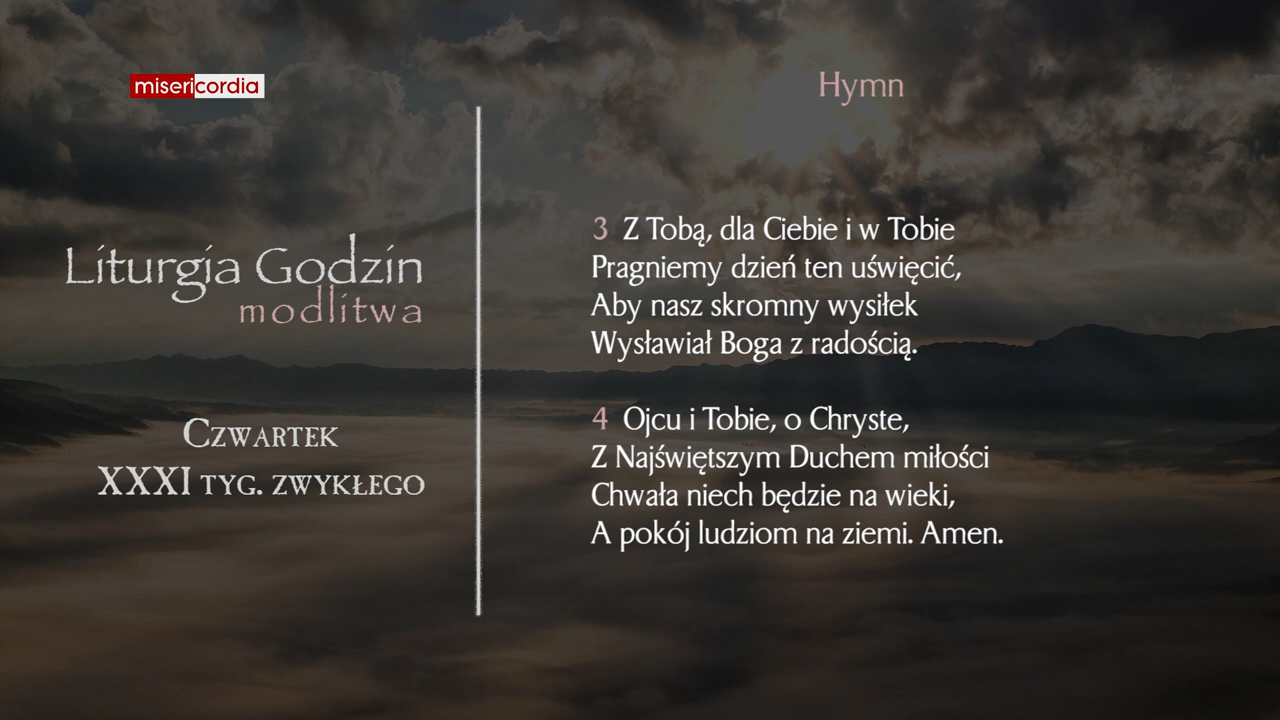 misericordia
Liturgia Godzin
modlitwa
Czwartek
XXXI tyg. zwykłego
Hymn
3 Z Tobą, dla Ciebie i w Tobie
Pragniemy dzień ten uświęcić,
Aby nasz skromny wysiłek
Wysławiał Boga z radością.
4 Ojcu i Tobie, o Chryste,
Z Najświętszym Duchem miłości
Chwała niech będzie na wieki,
A pokój ludziom na ziemi. Amen.